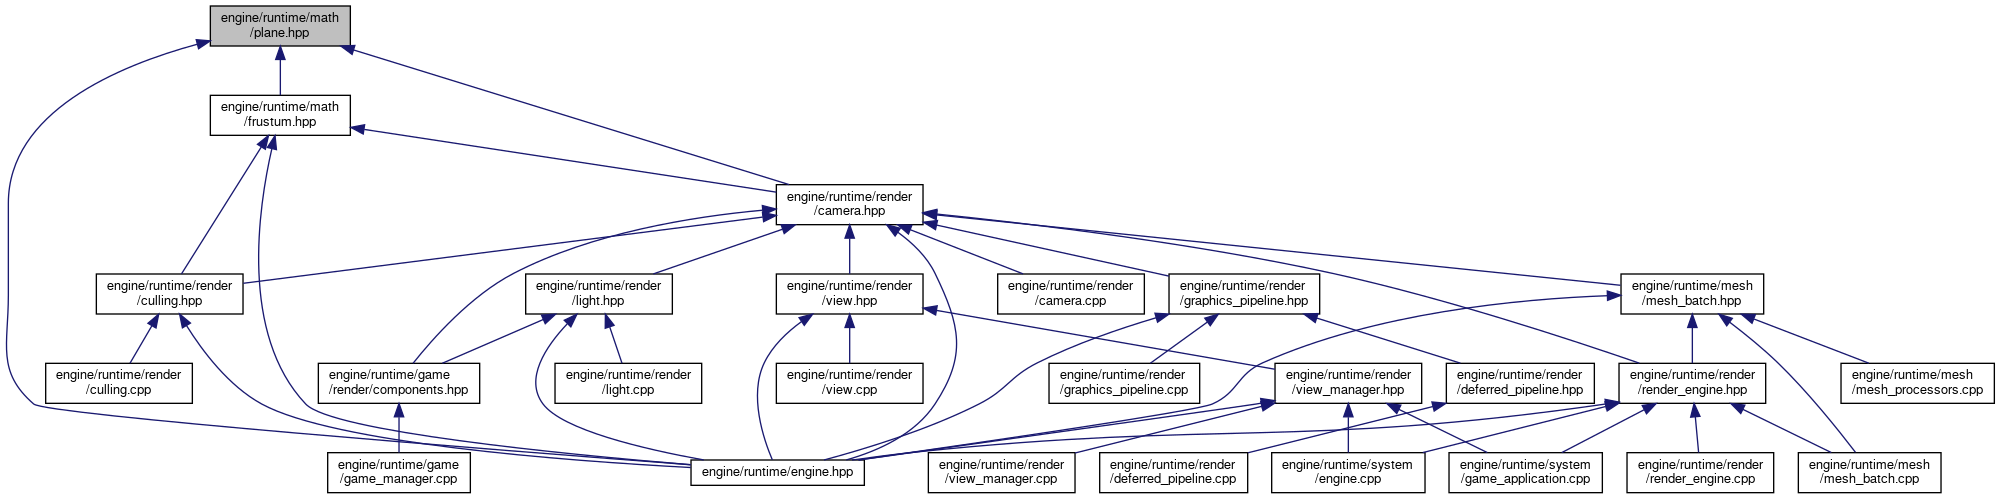 engine/runtime/math
/plane.hpp
engine/runtime/math
/frustum.hpp
engine/runtime/render
/camera.hpp
engine/runtime/render
/culling.hpp
engine/runtime/render
/light.hpp
engine/runtime/render
/view.hpp
engine/runtime/render
/camera.cpp
engine/runtime/render
/graphics_pipeline.hpp
engine/runtime/mesh
/mesh_batch.hpp
engine/runtime/render
/culling.cpp
engine/runtime/game
/render/components.hpp
engine/runtime/render
/light.cpp
engine/runtime/render
/view.cpp
engine/runtime/render
/graphics_pipeline.cpp
engine/runtime/render
/view_manager.hpp
engine/runtime/render
/deferred_pipeline.hpp
engine/runtime/render
/render_engine.hpp
engine/runtime/mesh
/mesh_processors.cpp
engine/runtime/game
/game_manager.cpp
engine/runtime/engine.hpp
engine/runtime/render
/view_manager.cpp
engine/runtime/render
/deferred_pipeline.cpp
engine/runtime/system
/engine.cpp
engine/runtime/system
/game_application.cpp
engine/runtime/render
/render_engine.cpp
engine/runtime/mesh
/mesh_batch.cpp